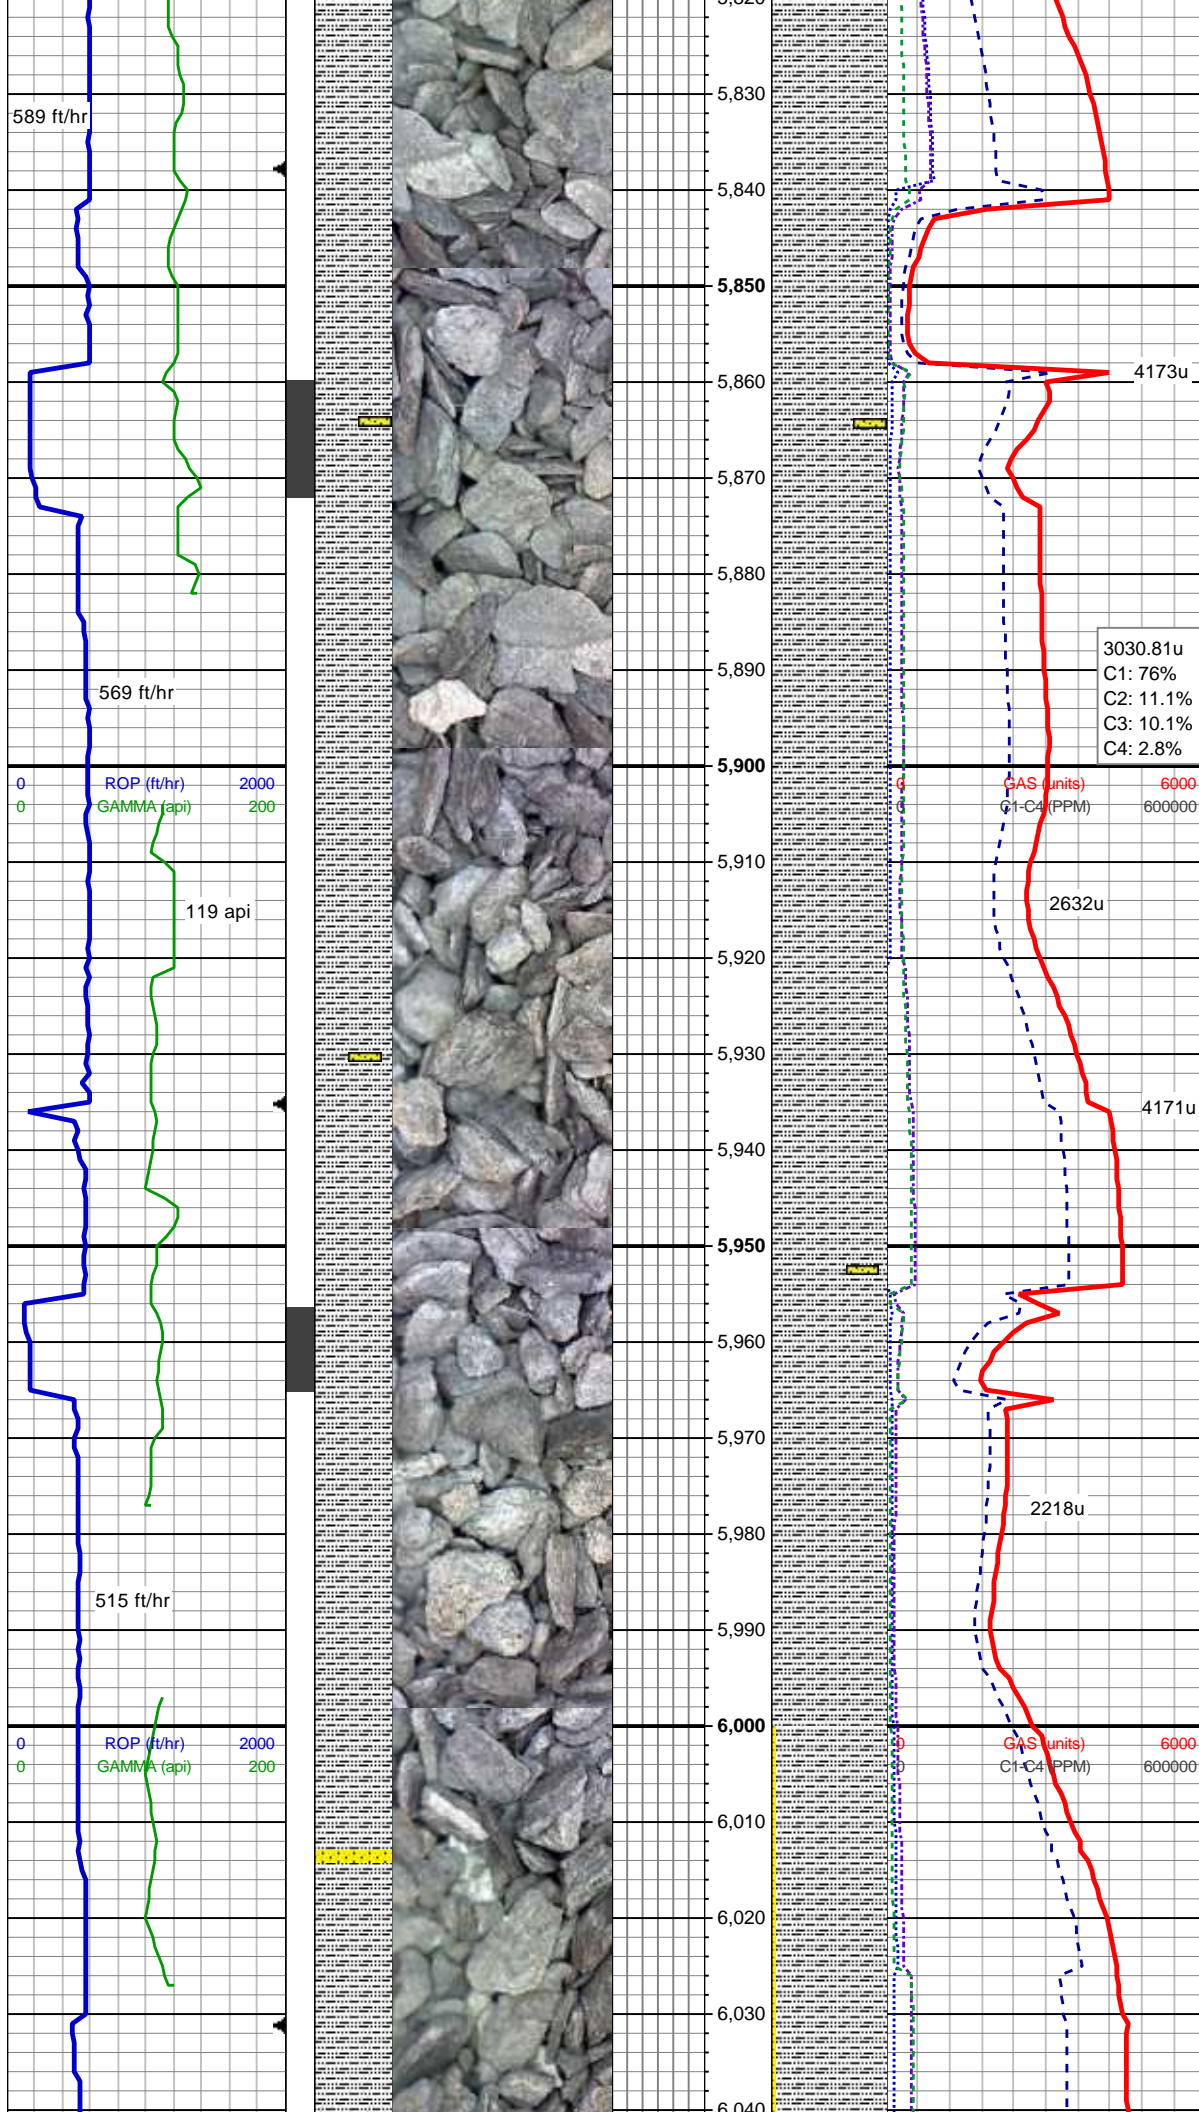 5,820
5,830
589 ft/hr
5,840
5,850
4173u
5,860
5,870
5,880
5,890
3030.81u
C1: 76%
C2: 11.1%
C3: 10.1%
C4: 2.8%
569 ft/hr
5,900
0 ROP (ft/hr) 2000
0 GAS (units) 6000
0 GAMMA (api) 200
0 C1-C4 (PPM) 600000
5,910
119 api
2632u
5,920
5,930
4171u
5,940
5,950
5,960
5,970
2218u
5,980
515 ft/hr
5,990
6,000
0 ROP (ft/hr) 2000
0 GAS (units) 6000
0 GAMMA (api) 200
0 C1-C4 (PPM) 600000
6,010
6,020
6,030
6,040